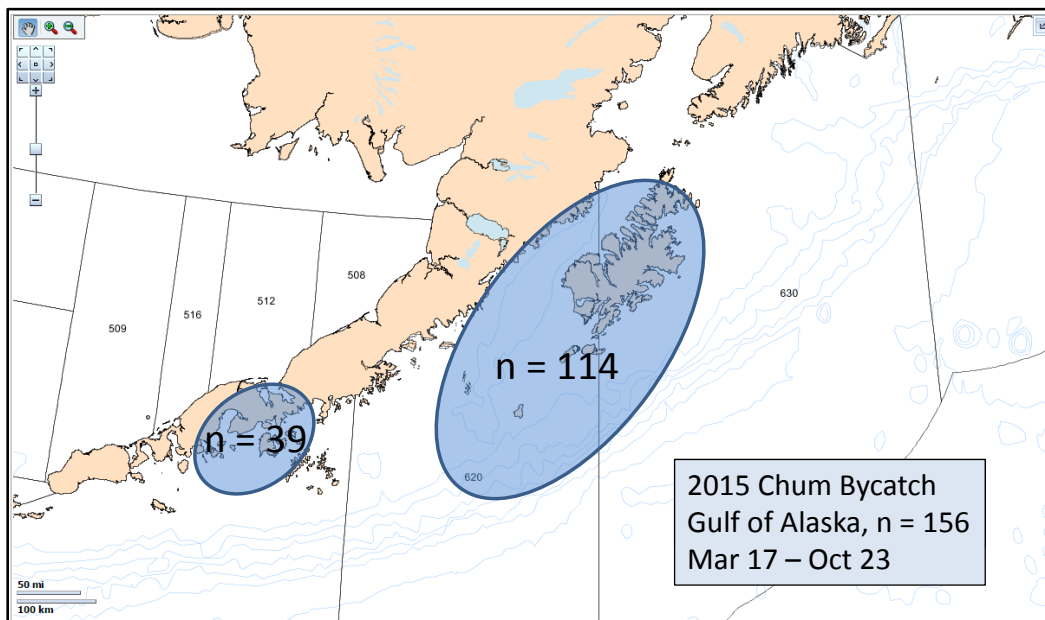 508
512
516
509
630
n = 114
n = 39
620
2015 Chum Bycatch
Gulf of Alaska, n = 156
Mar 17 – Oct 23
50 mi
100 km